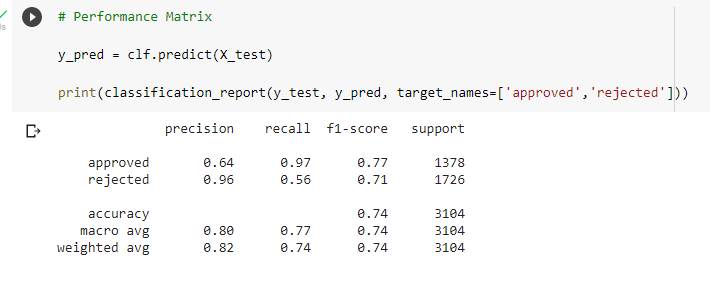 # Performance Matrix
y_pred = clf.predict(X_test)
print(classification_report(y_test, y_pred, target_names=['approved','rejected']))
precision recall f1-score support
approved 0.64 0.97 0.77 1378
rejected 0.96 0.56 0.71 1726
accuracy 0.74 3104
macro avg 0.80 0.77 0.74 3104
weighted avg 0.82 0.74 0.74 3104